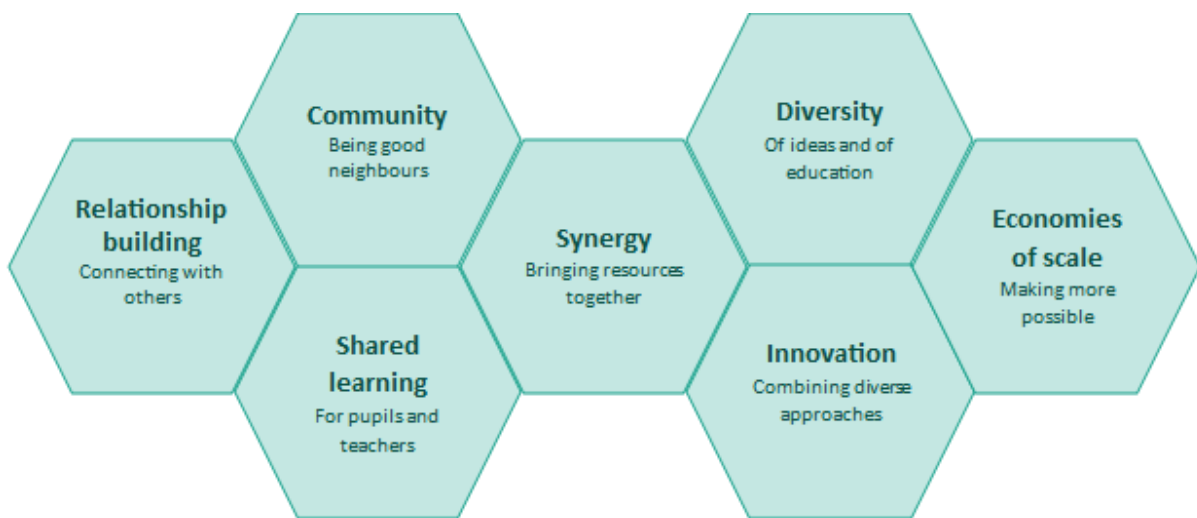 Community
Being good
neighbours
Diversity
Of ideas and of
education
Relationship
building
Connecting with
others
Synergy
Bringing resources
together
Economies
of scale
Making more
possible
Shared
learning
For pupils and
teachers
Innovation
Combining diverse
approaches